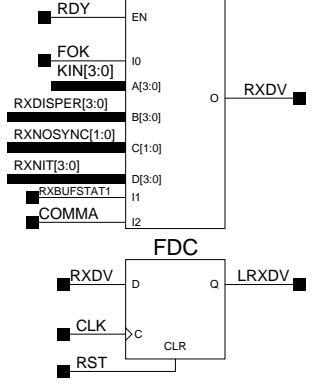 RDY
EN
FOK
I0
KIN[3:0]
A[3:0]
O
RXDV
RXDISPER[3:0]
B[3:0]
RXNOSYNC[1:0]
C[1:0]
RXNIT[3:0]
D[3:0]
RXBUFSTAT1
I1
COMMA
I2
FDC
RXDV
D
Q
LRXDV
CLK
C
CLR
RST